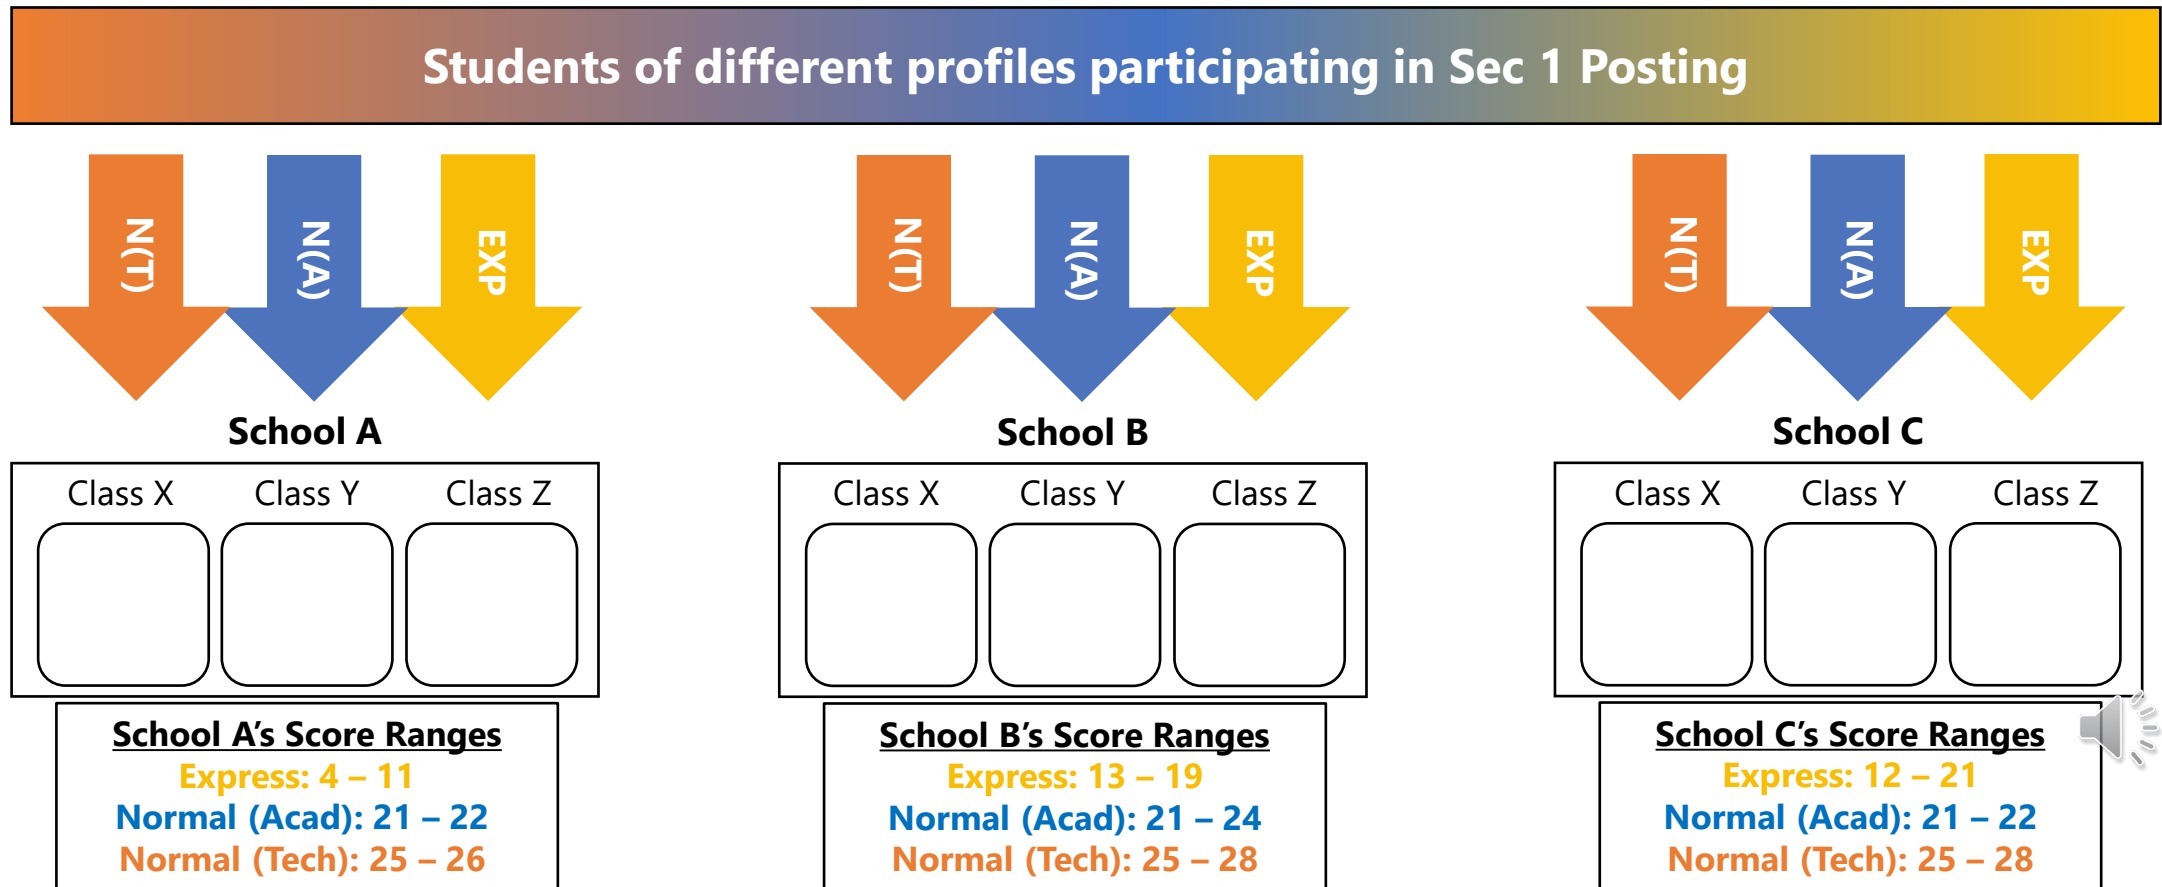 Students of different profiles participating in Sec 1 Posting
N(T)
N(A)
EXP
N(T)
N(A)
EXP
N(T)
N(A)
EXP
School A
School B
School C
Class X Class Y Class Z
Class X Class Y Class Z
Class X Class Y Class Z
School A’s Score Ranges
Express: 4 – 11
Normal (Acad): 21 – 22
Normal (Tech): 25 – 26
School B’s Score Ranges
Express: 13 – 19
Normal (Acad): 21 – 24
Normal (Tech): 25 – 28
School C’s Score Ranges
Express: 12 – 21
Normal (Acad): 21 – 22
Normal (Tech): 25 – 28